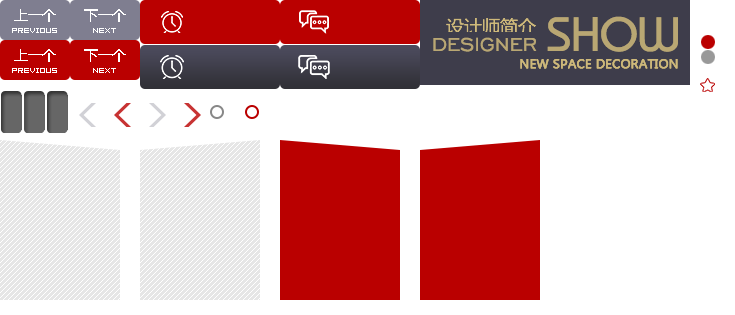 上一个
PREVIOUS
下一个
NEXT
上一个
PREVIOUS
下一个
NEXT
设计师简介
DESIGNER
SHOW
NEW SPACE DECORATION